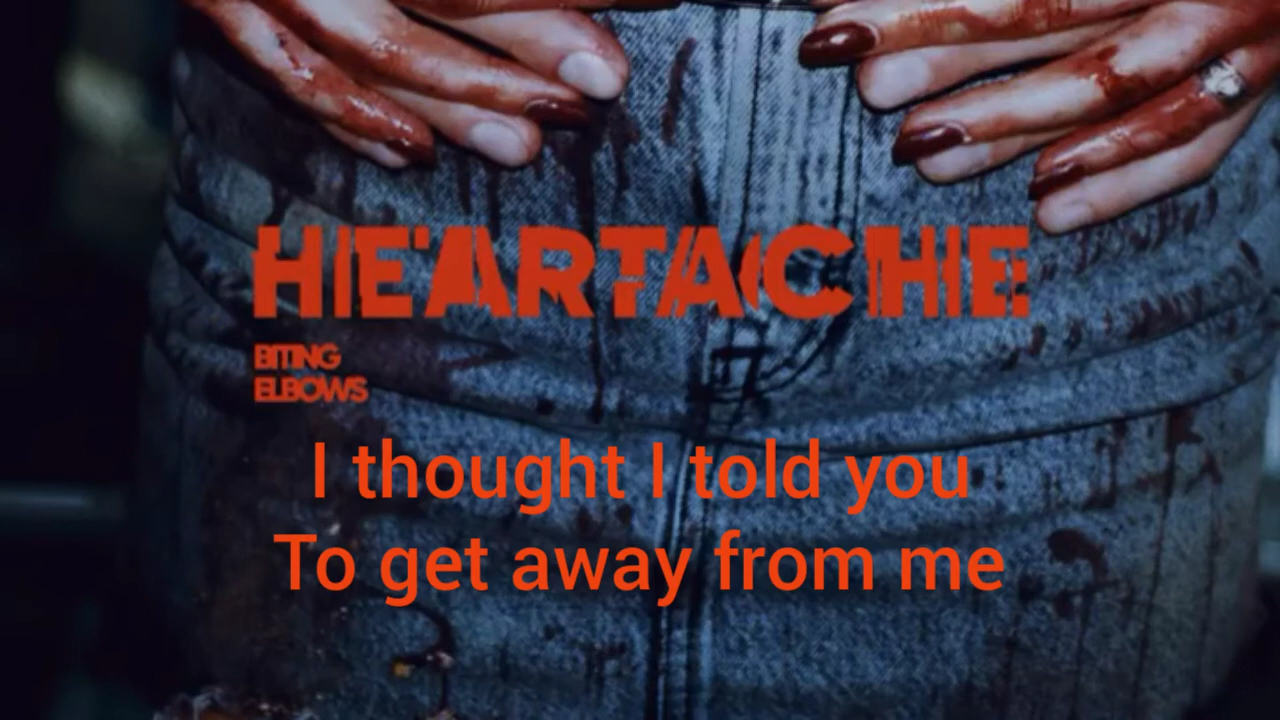 HEARTACHE
BITING
ELBOWS
I thought I told you
To get away from me